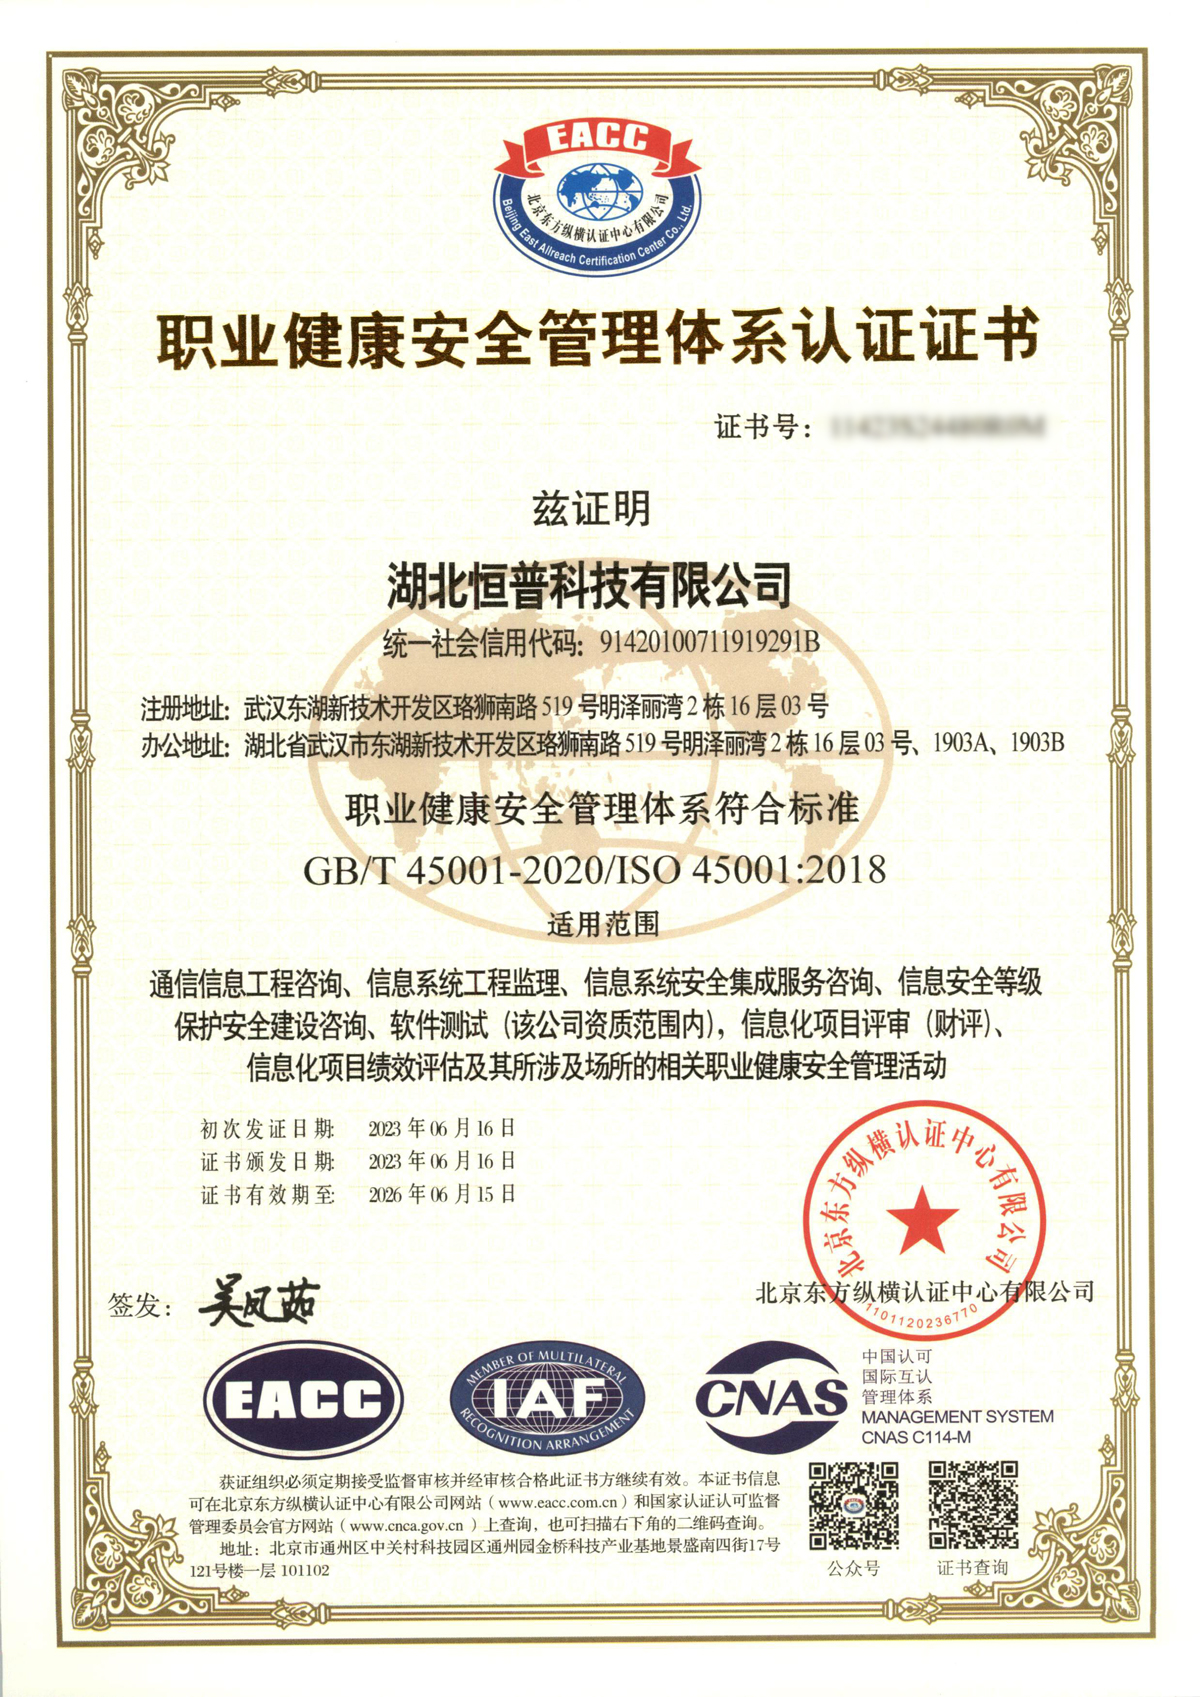 EACC
北京东方纵横认证中心有限公司
Beijing East Allreach Certification Center Co., Ltd.
职业健康安全管理体系认证证书
证书号：
兹证明
湖北恒普科技有限公司
统一社会信用代码：91420100711919291B
注册地址：武汉东湖新技术开发区珞狮南路519号明泽丽湾2栋16层03号
办公地址：湖北省武汉市东湖新技术开发区珞狮南路519号明泽丽湾2栋16层03号、1903A、1903B
职业健康安全管理体系符合标准
GB/T 45001-2020/ISO 45001:2018
适用范围
通信信息工程咨询、信息系统工程监理、信息系统安全集成服务咨询、信息安全等级
保护安全建设咨询、软件测试（该公司资质范围内），信息化项目评审（财评）、
信息化项目绩效评估及其所涉及场所的相关职业健康安全管理活动
初次发证日期: 2023年06月16日
证书颁发日期: 2023年06月16日
证书有效期至: 2026年06月15日
北京东方纵横认证中心有限公司
1101120236770
签发：吴凤茹
北京东方纵横认证中心有限公司
EACC
MEMBER OF MULTILATERAL
IAF
RECOGNITION ARRANGEMENT
CNAS
中国认可
国际互认
管理体系
MANAGEMENT SYSTEM
CNAS C114-M
获证组织必须定期接受监督审核并经审核合格此证书方继续有效。本证书信息
可在北京东方纵横认证中心有限公司网站（www.eacc.com.cn）和国家认证认可监督
管理委员会官方网站（www.cnca.gov.cn）上查询，也可扫描右下角的二维码查询。
地址：北京市通州区中关村科技园区通州园金桥科技产业基地景盛南四街17号
121号楼一层 101102
公众号
证书查询